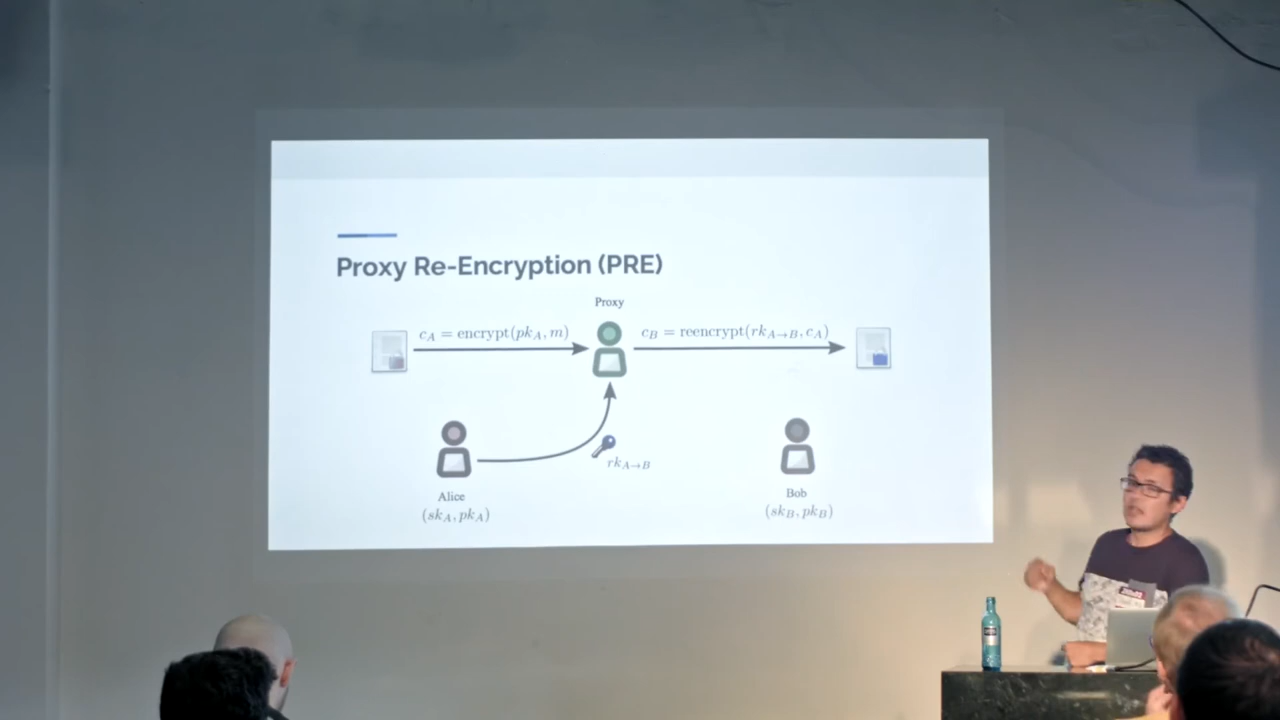 Proxy Re-Encryption (PRE)
Proxy
c_A = encrypt(pk_A, m)
c_B = reencrypt(rk_{A→B}, c_A)
rk_{A→B}
Alice
(sk_A, pk_A)
Bob
(sk_B, pk_B)